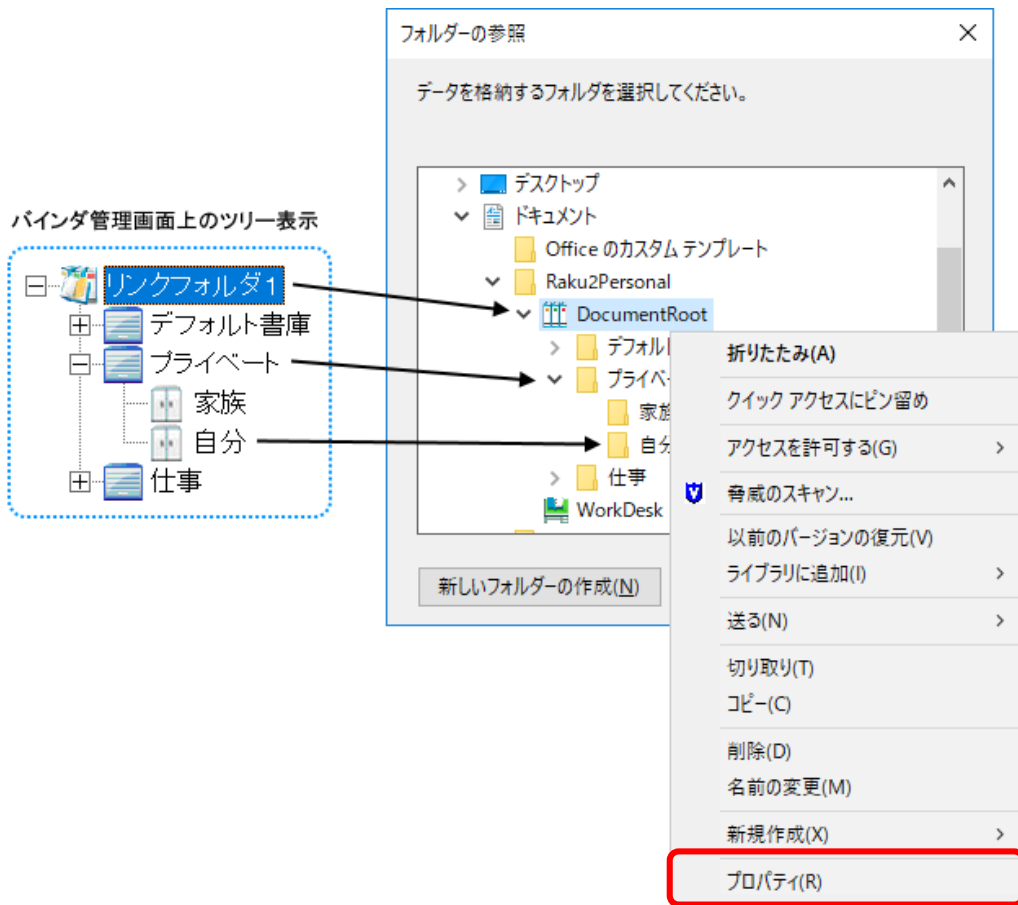 フォルダーの参照
データを格納するフォルダを選択してください。
バインダ管理画面上のツリー表示
リンクフォルダ1
デフォルト書庫
プライベート
家族
自分
仕事
デスクトップ
ドキュメント
Office のカスタム テンプレート
Raku2Personal
DocumentRoot
デフォル
プライベ
家族
自分
仕事
WorkDesk
新しいフォルダーの作成(N)
折りたたみ(A)
クイック アクセスにピン留め
アクセスを許可する(G)
脅威のスキャン...
以前のバージョンの復元(V)
ライブラリに追加(I)
送る(N)
切り取り(T)
コピー(C)
削除(D)
名前の変更(M)
新規作成(X)
プロパティ(R)